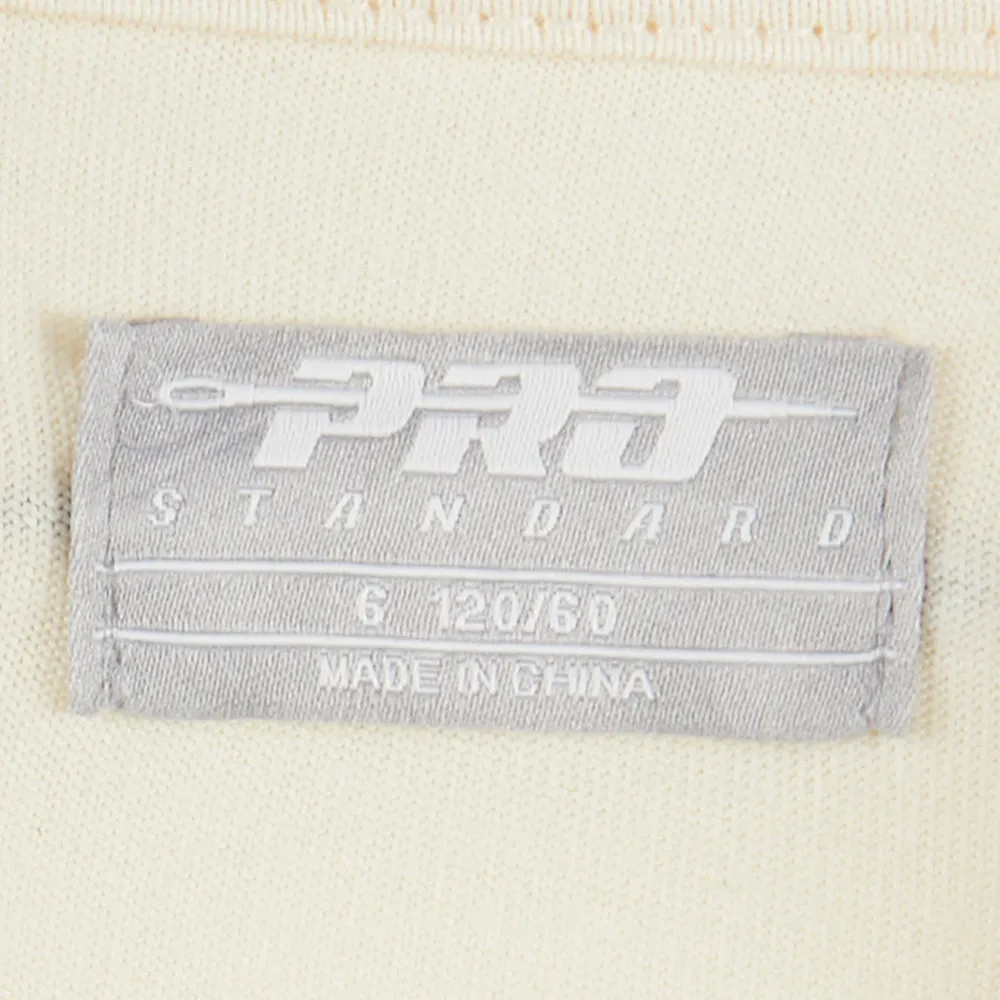 PRO
STANDARD
6 120/60
MADE IN CHINA